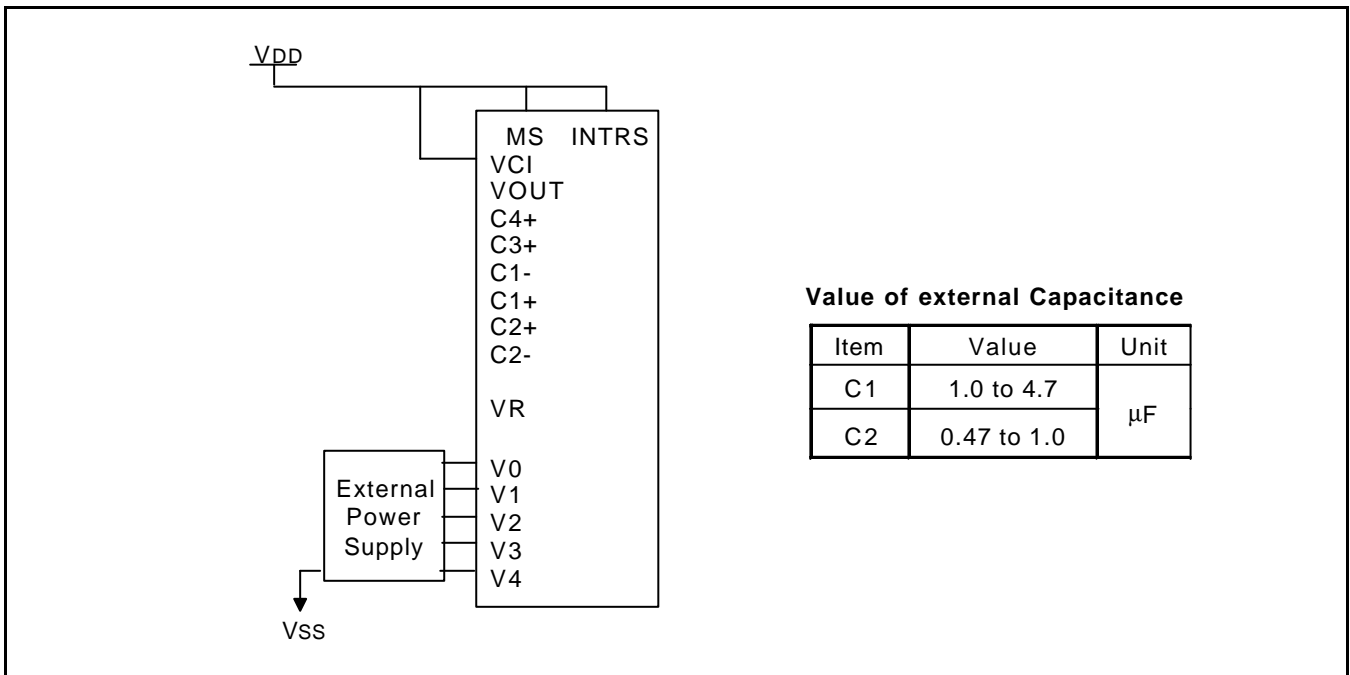 VDD
MS INTRS
VCI
VOUT
C4+
C3+
C1-
C1+
C2+
C2-
VR
V0
V1
V2
V3
V4
External
Power
Supply
VSS
Value of external Capacitance
Item Value Unit
C1 1.0 to 4.7 μF
C2 0.47 to 1.0